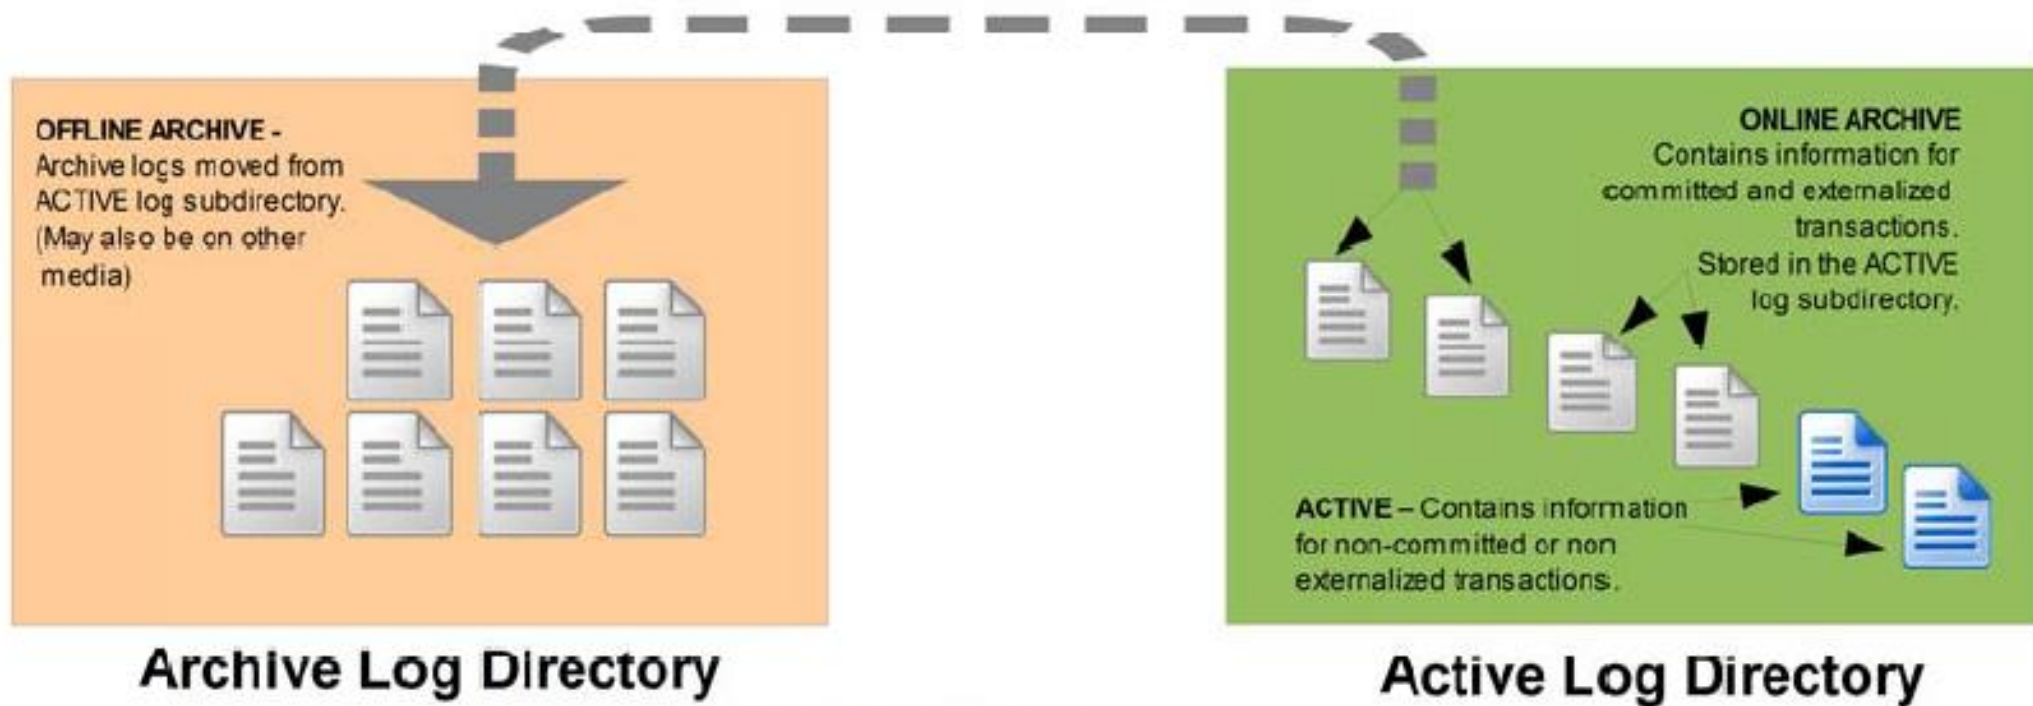 OFFLINE ARCHIVE -
Archive logs moved from
ACTIVE log subdirectory.
(May also be on other
media)
ONLINE ARCHIVE
Contains information for
committed and externalized
transactions.
Stored in the ACTIVE
log subdirectory.
ACTIVE – Contains information
for non-committed or non
externalized transactions.
Archive Log Directory
Active Log Directory